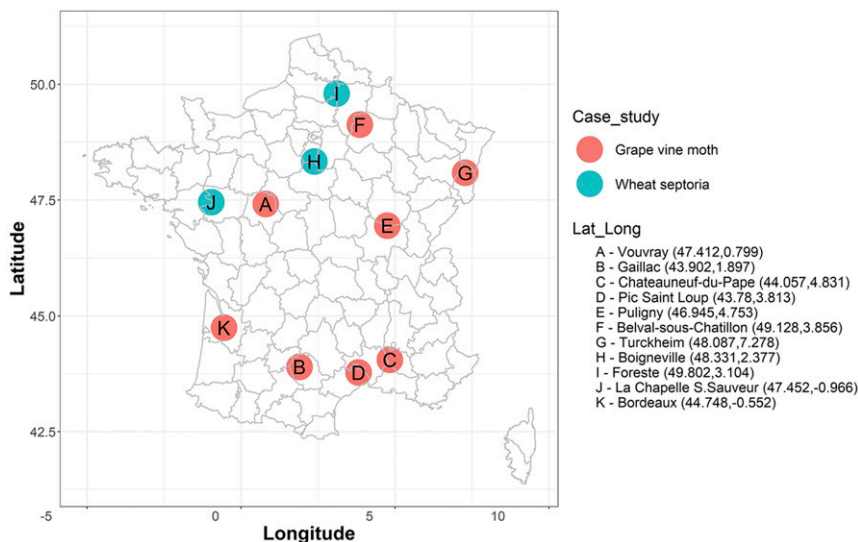 50.0
47.5
45.0
42.5
-5
0
5
10
Latitude
Longitude
I
F
H
G
J
A
E
K
B
D
C
Case_study
Grape vine moth
Wheat septoria
Lat_Long
A - Vouvray (47.412,0.799)
B - Gaillac (43.902,1.897)
C - Chateauneuf-du-Pape (44.057,4.831)
D - Pic Saint Loup (43.78,3.813)
E - Puligny (46.945,4.753)
F - Belval-sous-Chatillon (49.128,3.856)
G - Turckheim (48.087,7.278)
H - Boigneville (48.331,2.377)
I - Foreste (49.802,3.104)
J - La Chapelle S.Sauveur (47.452,-0.966)
K - Bordeaux (44.748,-0.552)